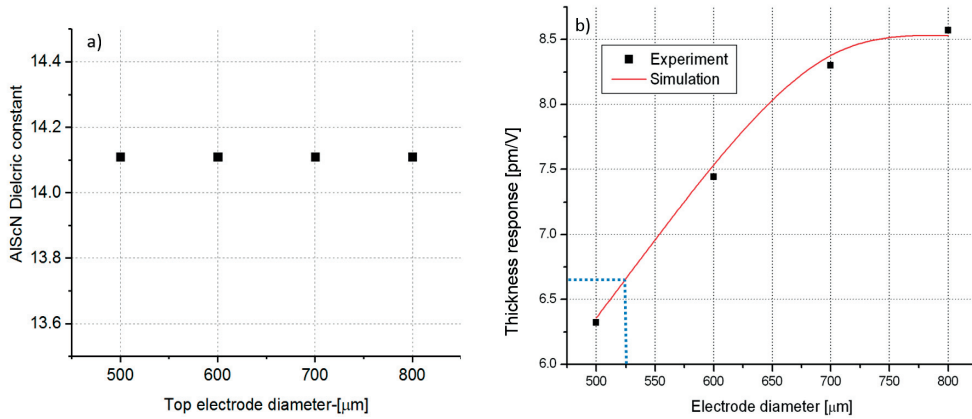 a)
14.4
14.2
14.0
13.8
13.6
AlScN Dielcric constant
500 600 700 800
Top electrode diameter-[μm]
b)
Experiment
Simulation
8.5
8.0
7.5
7.0
6.5
6.0
Thickness response [pm/V]
500 550 600 650 700 750 800
Electrode diameter [μm]